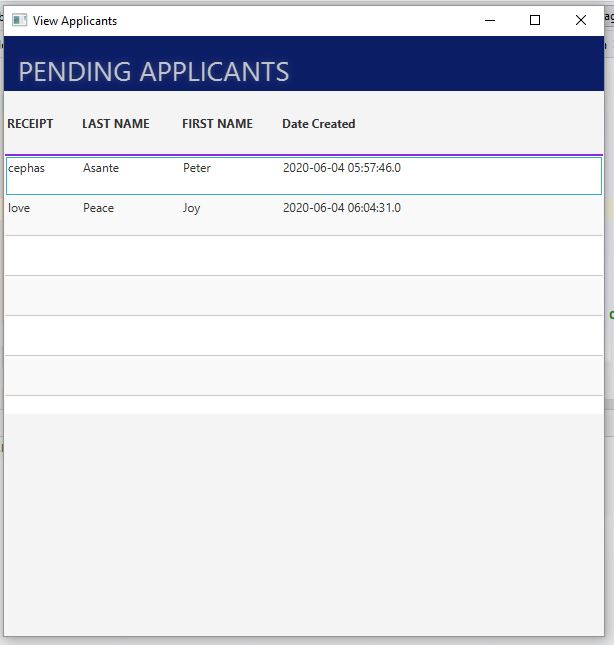 View Applicants
PENDING APPLICANTS
RECEIPT LAST NAME FIRST NAME Date Created
cephas Asante Peter 2020-06-04 05:57:46.0
love Peace Joy 2020-06-04 06:04:31.0